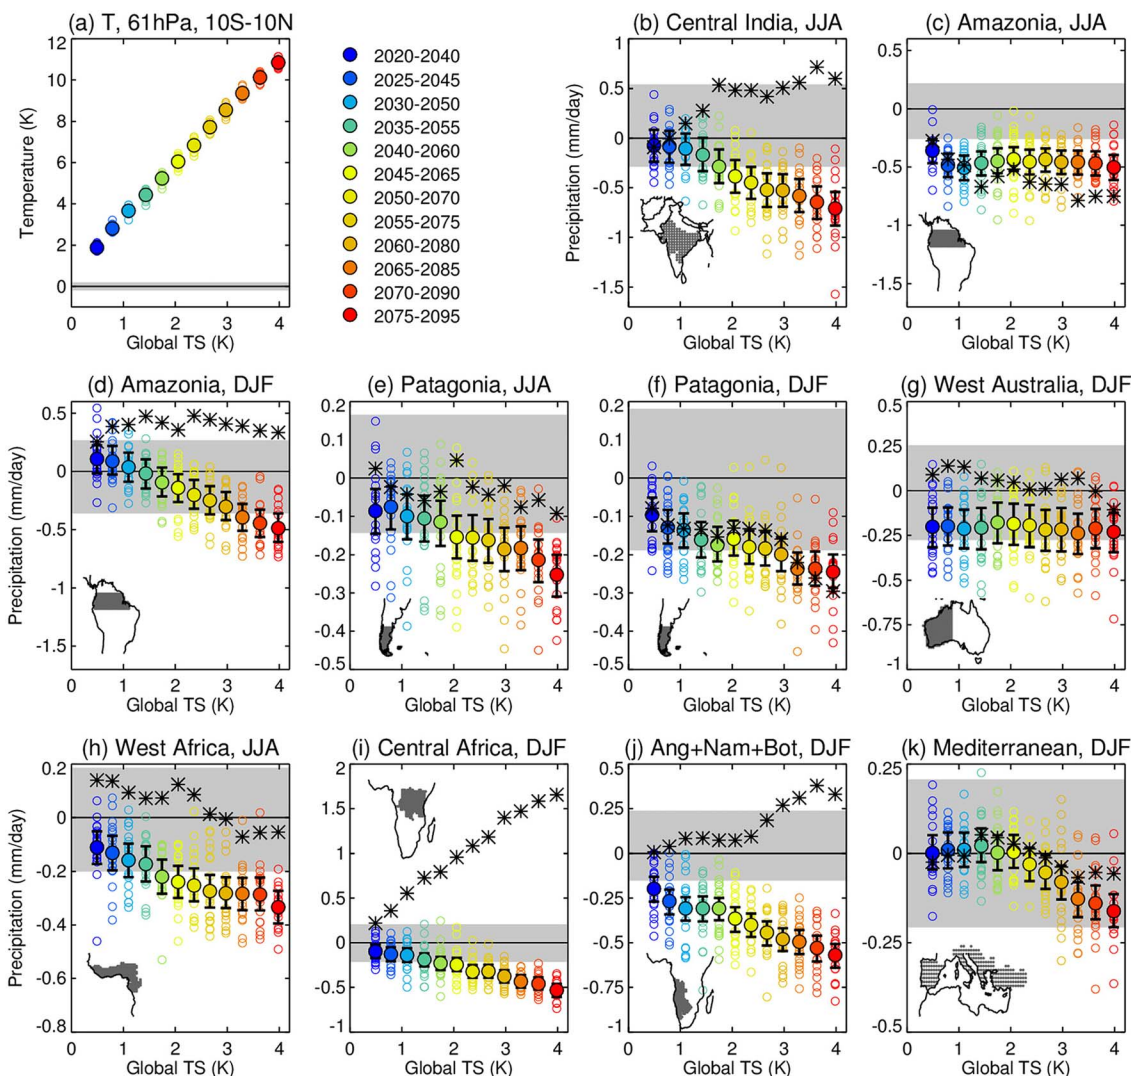 (a) T, 61hPa, 10S-10N
12
10
8
6
4
2
0
Temperature (K)
0 1 2 3 4
Global TS (K)
2020-2040
2025-2045
2030-2050
2035-2055
2040-2060
2045-2065
2050-2070
2055-2075
2060-2080
2065-2085
2070-2090
2075-2095
(b) Central India, JJA
1
0.5
0
-0.5
-1
-1.5
Precipitation (mm/day)
0 1 2 3 4
Global TS (K)
(c) Amazonia, JJA
0.5
0
-0.5
-1
-1.5
0 1 2 3 4
Global TS (K)
(d) Amazonia, DJF
0.5
0
-0.5
-1
-1.5
Precipitation (mm/day)
0 1 2 3 4
Global TS (K)
(e) Patagonia, JJA
0.2
0.1
0
-0.1
-0.2
-0.3
-0.4
-0.5
0 1 2 3 4
Global TS (K)
(f) Patagonia, DJF
0.2
0.1
0
-0.1
-0.2
-0.3
-0.4
-0.5
0 1 2 3 4
Global TS (K)
(g) West Australia, DJF
0.5
0.25
0
-0.25
-0.5
-0.75
-1
0 1 2 3 4
Global TS (K)
(h) West Africa, JJA
0.2
0
-0.2
-0.4
-0.6
-0.8
Precipitation (mm/day)
0 1 2 3 4
Global TS (K)
(i) Central Africa, DJF
2
1.5
1
0.5
0
-0.5
-1
0 1 2 3 4
Global TS (K)
(j) Ang+Nam+Bot, DJF
0.5
0.25
0
-0.25
-0.5
-0.75
-1
0 1 2 3 4
Global TS (K)
(k) Mediterranean, DJF
0.25
0
-0.25
-0.5
0 1 2 3 4
Global TS (K)